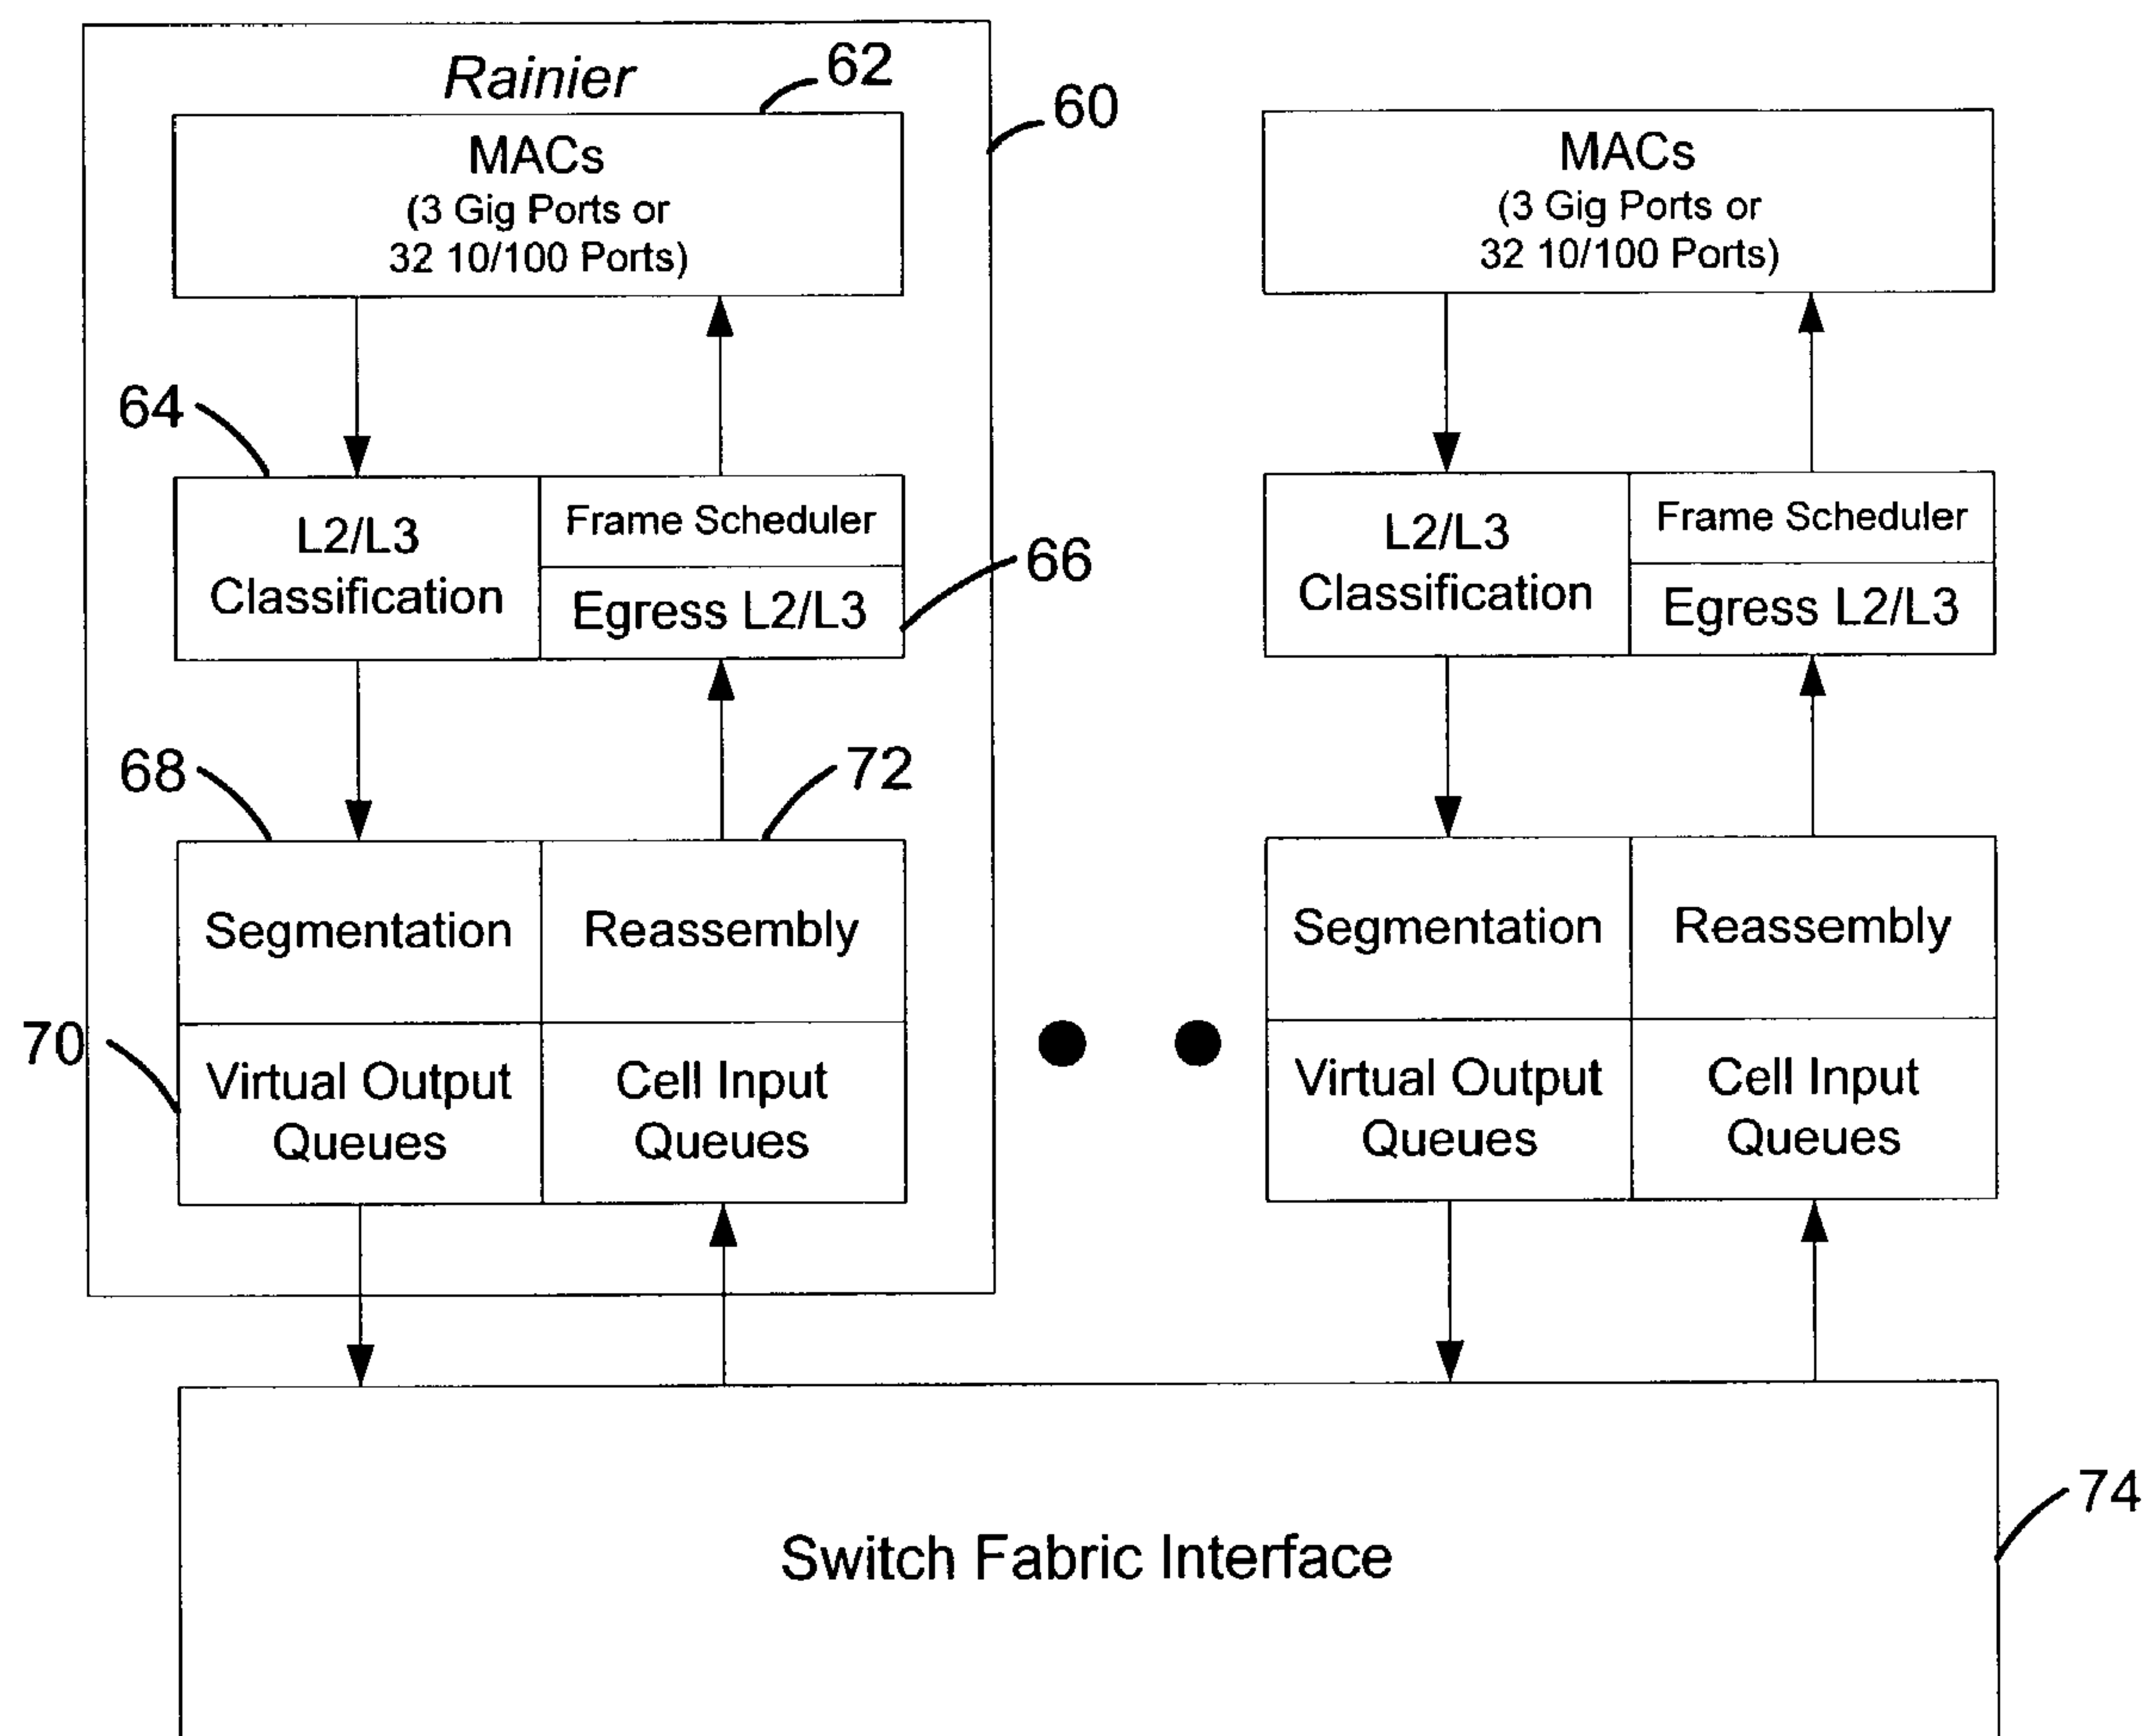 Rainier
62
60
MACs
(3 Gig Ports or
32 10/100 Ports)
MACs
(3 Gig Ports or
32 10/100 Ports)
64
L2/L3
Classification
Frame Scheduler
Egress L2/L3
66
L2/L3
Classification
Frame Scheduler
Egress L2/L3
68
72
Segmentation
Reassembly
Segmentation
Reassembly
70
Virtual Output
Queues
Cell Input
Queues
Virtual Output
Queues
Cell Input
Queues
74
Switch Fabric Interface